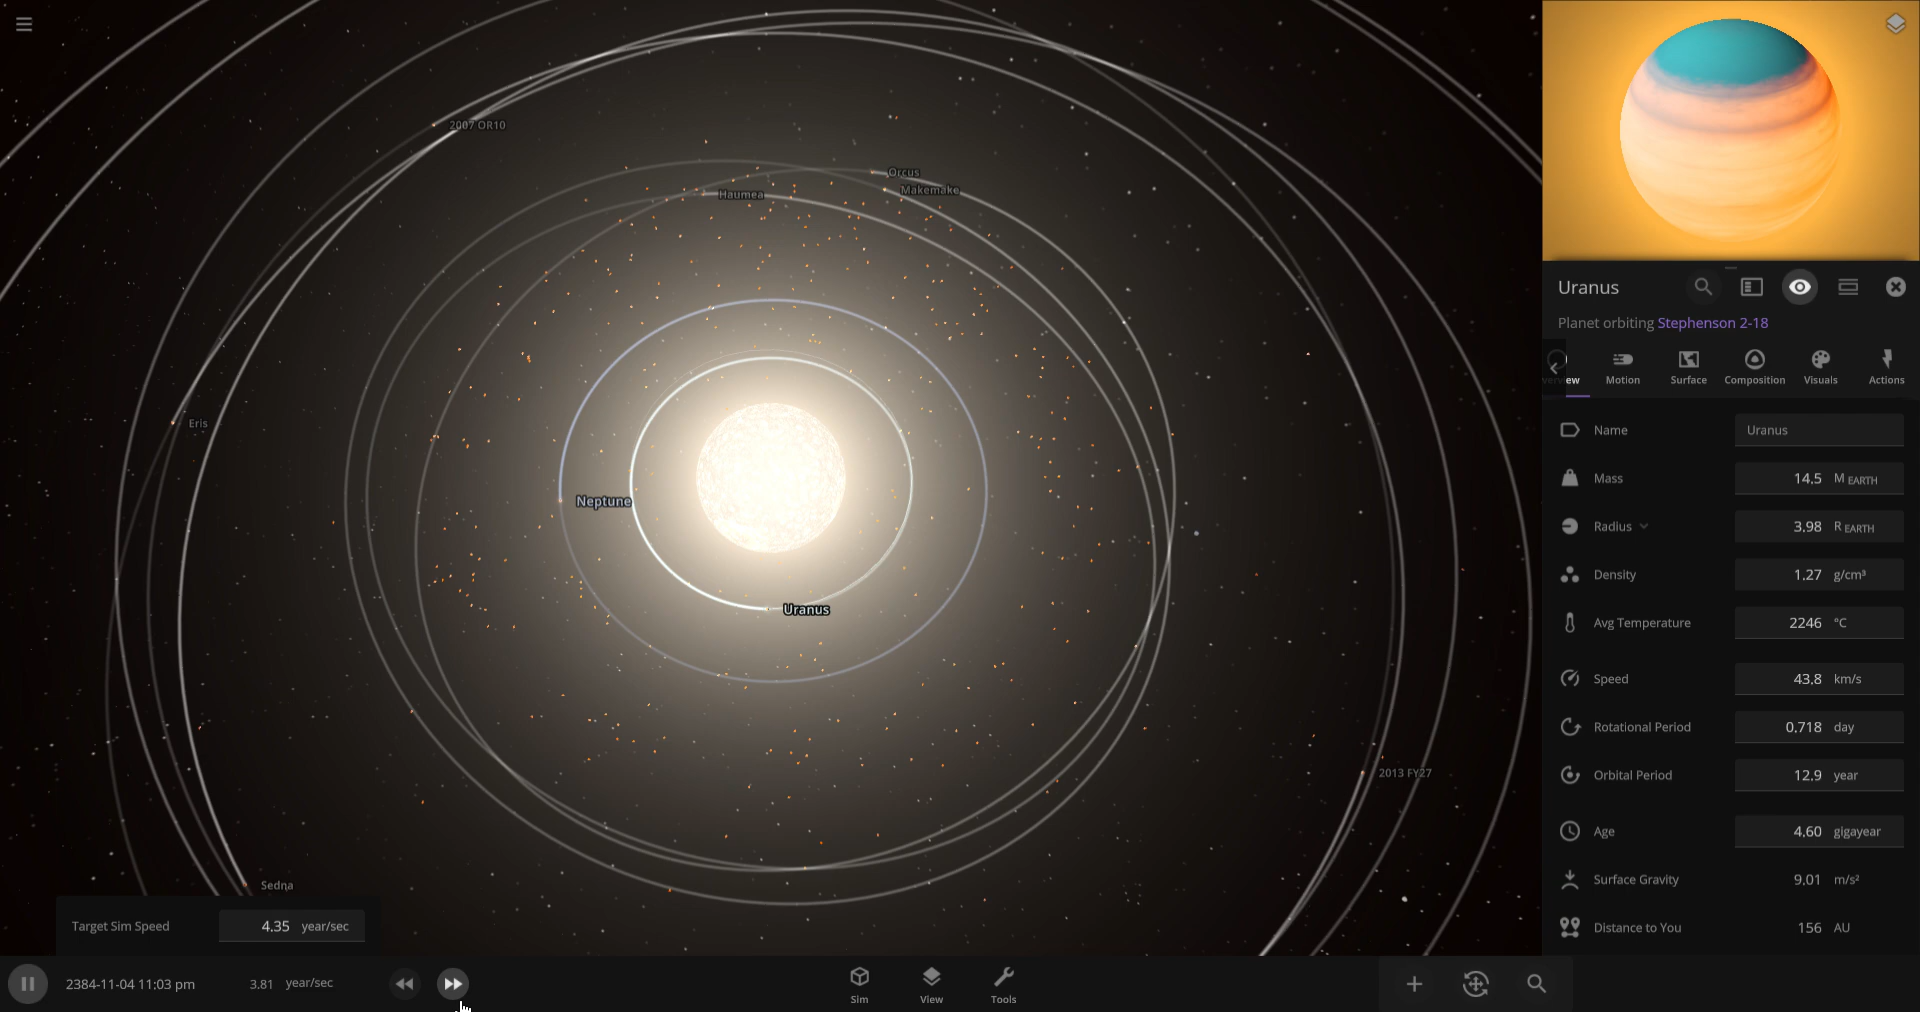 2007 OR10
Orcus
Haumea
Makemake
Eris
Neptune
Uranus
2013 FY27
Sedna
Target Sim Speed 4.35 year/sec
2384-11-04 11:03 pm 3.81 year/sec
Sim View Tools
Uranus
Planet orbiting Stephenson 2-18
Motion Surface Composition Visuals Actions
Name Uranus
Mass 14.5 M EARTH
Radius 3.98 R EARTH
Density 1.27 g/cm³
Avg Temperature 2246 °C
Speed 43.8 km/s
Rotational Period 0.718 day
Orbital Period 12.9 year
Age 4.60 gigayear
Surface Gravity 9.01 m/s²
Distance to You 156 AU